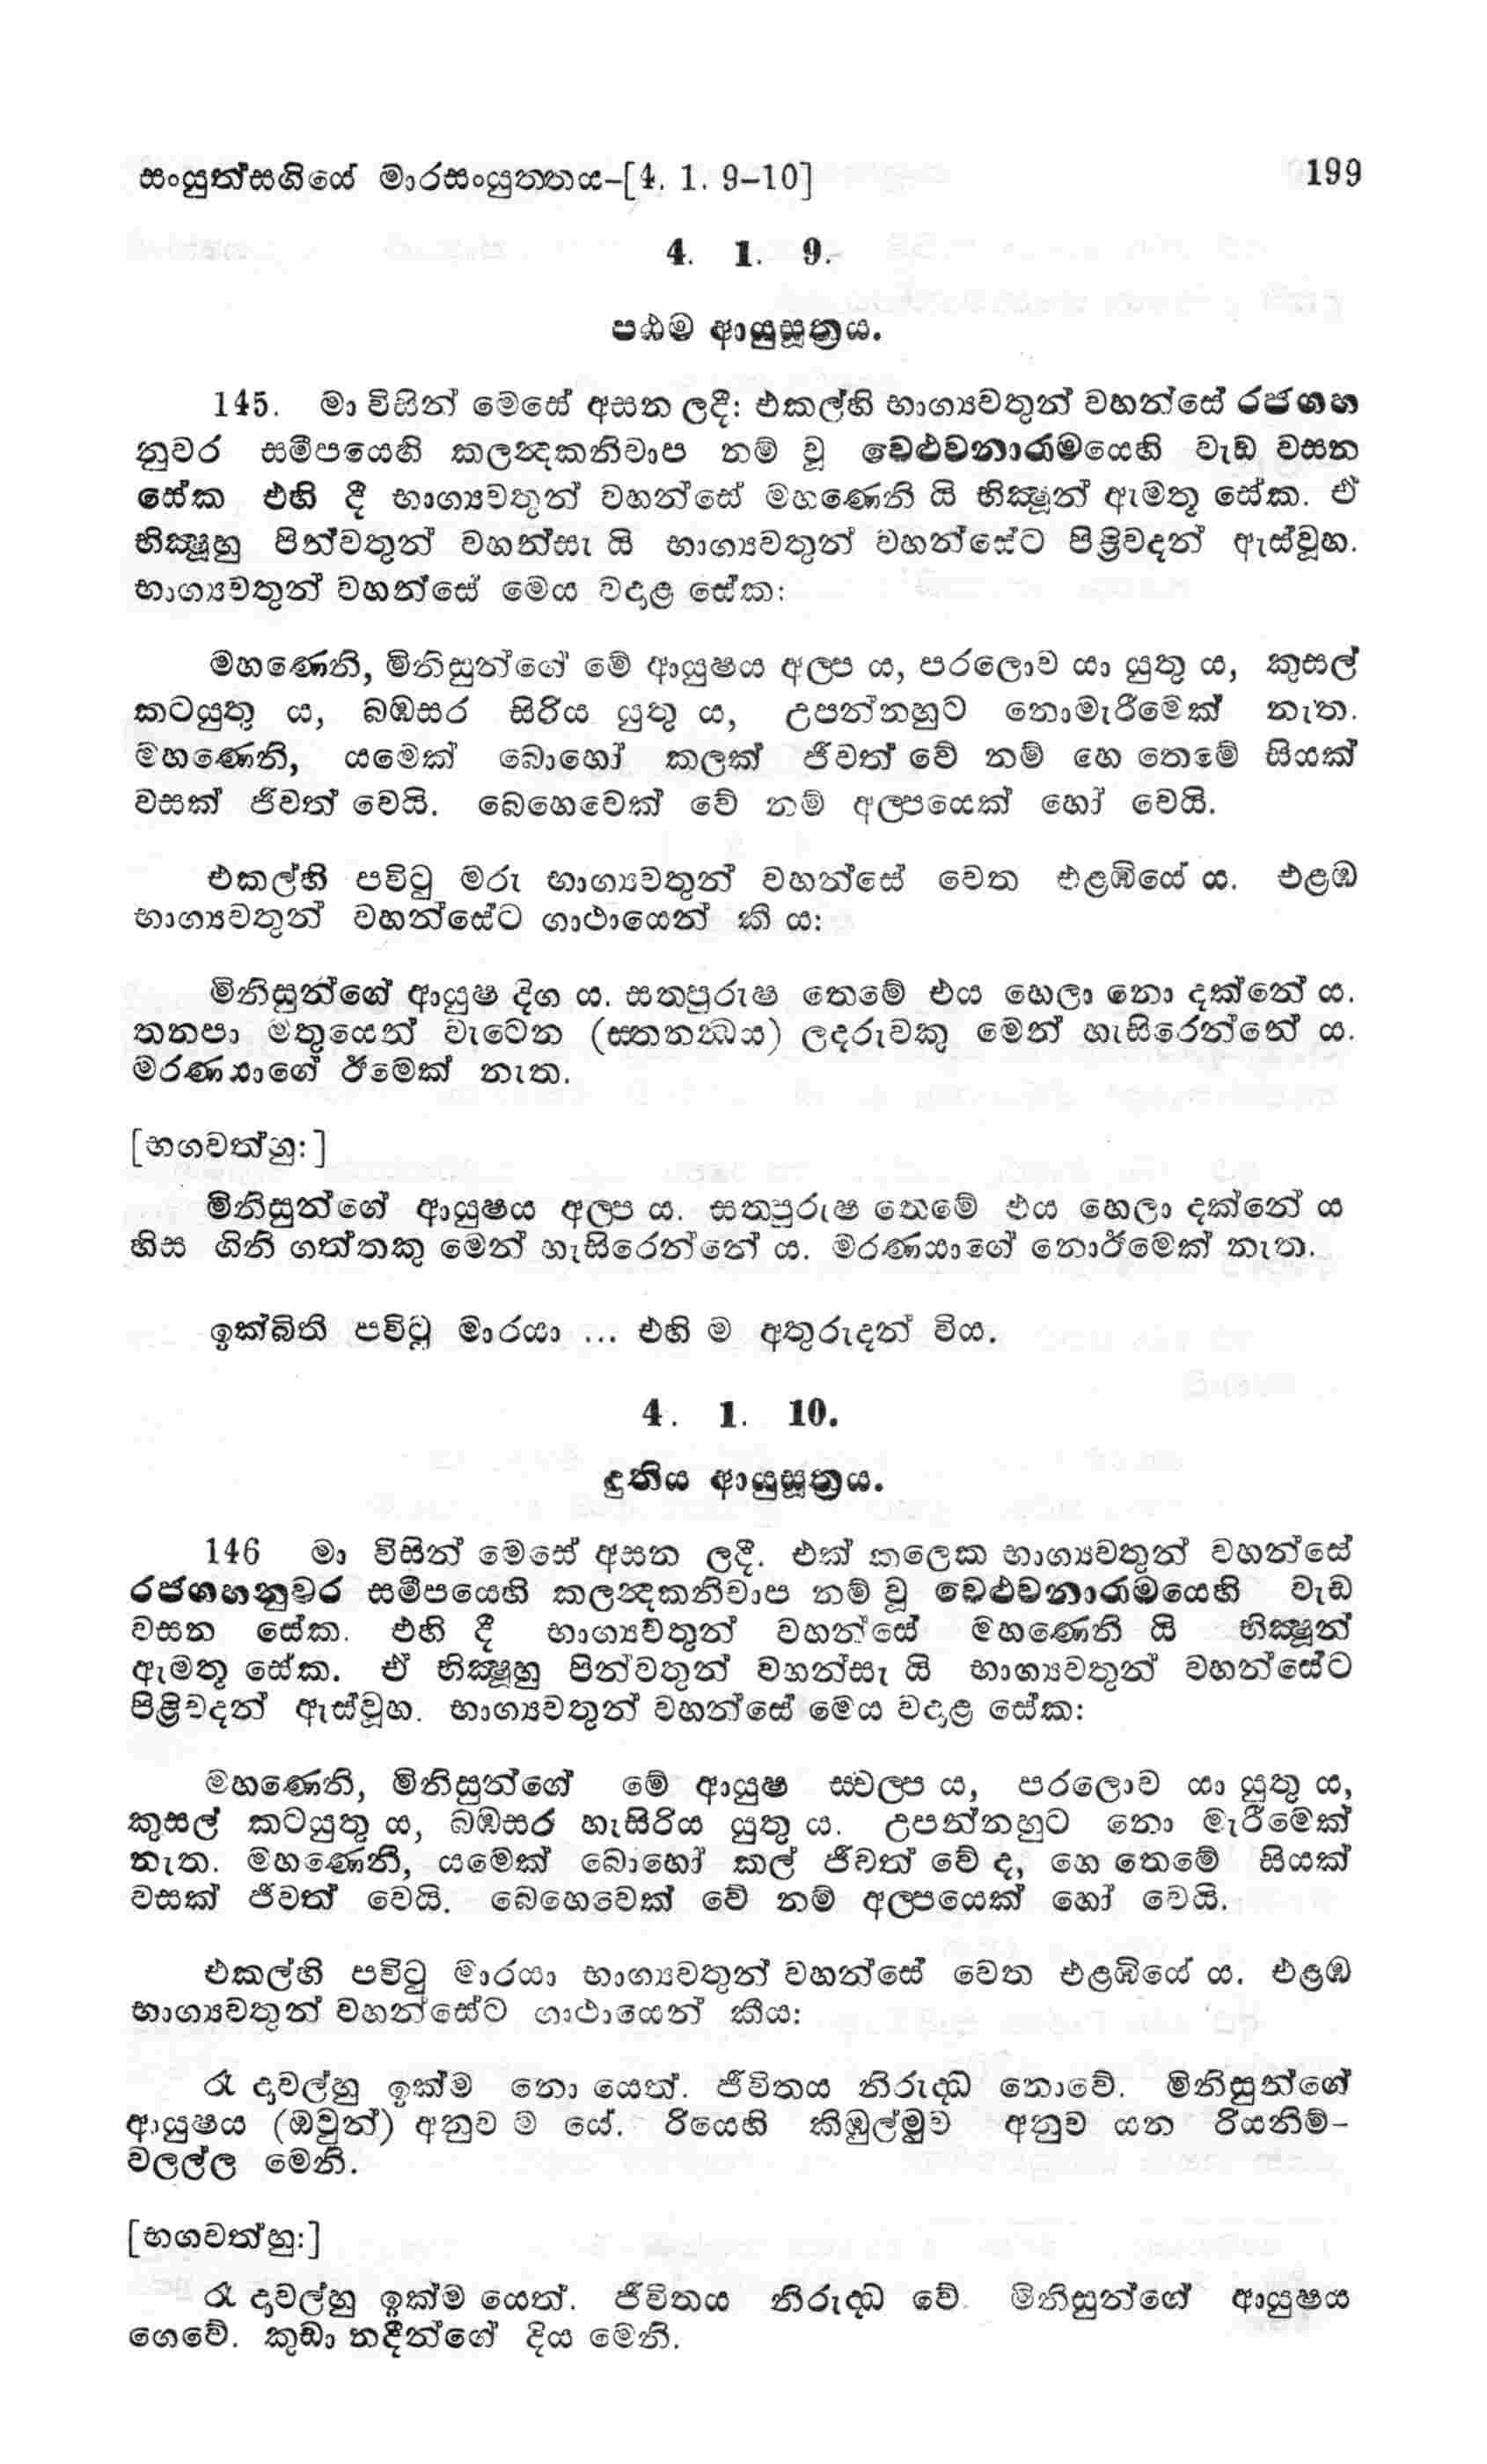 සංයුත්සඟියේ මාරසංයුත්තය-[4. 1. 9-10] 199
4. 1. 9.
පඨම ආයුසූත්‍රය.
145. මා විසින් මෙසේ අසන ලදී: එකල්හි භාග්‍යවතුන් වහන්සේ රජගහ
නුවර සමීපයෙහි කලන්‍දකනිවාප නම් වූ වෙළුවනාරාමයෙහි වැඩ වසන
සේක එහි දී භාග්‍යවතුන් වහන්සේ මහණෙනි යි භික්‍ෂූන් ඇමතූ සේක. ඒ
භික්‍ෂූහු පින්වතුන් වහන්සැ යි භාග්‍යවතුන් වහන්සේට පිළිවදන් ඇස්වූහ.
භාග්‍යවතුන් වහන්සේ මෙය වදාළ සේක:
මහණෙනි, මිනිසුන්ගේ මේ ආයුෂය අල්‍ප ය, පරලොව යා යුතු ය, කුසල්
කටයුතු ය, බඹසර සිරිය යුතු ය, උපන්නහුට නොමැරීමෙක් නැත.
මහණෙනි, යමෙක් බොහෝ කලක් ජීවත් වේ නම් හෙ තෙමේ සියක්
වසක් ජිවත් වෙයි. බෙහෙවෙක් වේ නම් අල්‍පයෙක් හෝ වෙයි.
එකල්හි පවිටු මරු භාග්‍යවතුන් වහන්සේ වෙත එළඹියේ ය. එළඹ
භාග්‍යවතුන් වහන්සේට ගාථායෙන් කී ය:
මිනිසුන්ගේ ආයුෂ දිග ය. සත්‍පුරුෂ තෙමේ එය හෙලා නො දක්නේ ය.
තනපා මතුයෙන් වැටෙන (ස්තනන්‍ධය) ලදරුවකු මෙන් හැසිරෙන්නේ ය.
මරණයාගේ ඊමෙක් නැත.
[භගවත්හු:]
මිනිසුන්ගේ ආයුෂය අල්‍ප ය. සත්‍පුරුෂ තෙමේ එය හෙලා දක්නේ ය
හිස ගිනි ගත්තකු මෙන් හැසිරෙන්නේ ය. මරණයාගේ නොඊමෙක් නැත.
ඉක්බිති පවිටු මාරයා ... එහි ම අතුරුදන් විය.
4. 1. 10.
දුතිය ආයුසූත්‍රය.
146 මා විසින් මෙසේ අසන ලදී. එක් කලෙක භාග්‍යවතුන් වහන්සේ
රජගහනුවර සමීපයෙහි කලන්‍දකනිවාප නම් වූ වෙළුවනාරාමයෙහි වැඩ
වසන සේක. එහි දී භාග්‍යවතුන් වහන්සේ මහණෙනි යි භික්‍ෂූන්
ඇමතූ සේක. ඒ භික්‍ෂූහු පින්වතුන් වහන්සැ යි භාග්‍යවතුන් වහන්සේට
පිළිවදන් ඇස්වූහ. භාග්‍යවතුන් වහන්සේ මෙය වදාළ සේක:
මහණෙනි, මිනිසුන්ගේ මේ ආයුෂ ස්වල්‍ප ය, පරලොව යා යුතු ය,
කුසල් කටයුතු ය, බඹසර හැසිරිය යුතු ය. උපන්නහුට නො මැරීමෙක්
නැත. මහණෙනි, යමෙක් බොහෝ කල් ජීවත් වේ ද, හෙ තෙමේ සියක්
වසක් ජීවත් වෙයි. බෙහෙවෙක් වේ නම් අල්‍පයෙක් හෝ වෙයි.
එකල්හි පවිටු මාරයා භාග්‍යවතුන් වහන්සේ වෙත එළඹියේ ය. එළඹ
භාග්‍යවතුන් වහන්සේට ගාථායෙන් කීය:
රෑ දාවල්හු ඉක්ම නො යෙත්. ජීවිතය නිරුද්‍ධ නොවේ. මිනිසුන්ගේ
ආයුෂය (ඔවුන්) අනුව ම යේ. රියෙහි කිඹුල්මුව අනුව යන රියනිම්-
වලල්ල මෙනි.
[භගවත්හු:]
රෑ දාවල්හු ඉක්ම යෙත්. ජීවිතය නිරුද්‍ධ වේ. මිනිසුන්ගේ ආයුෂය
ගෙවේ. කුඩා නදීන්ගේ දිය මෙනි.